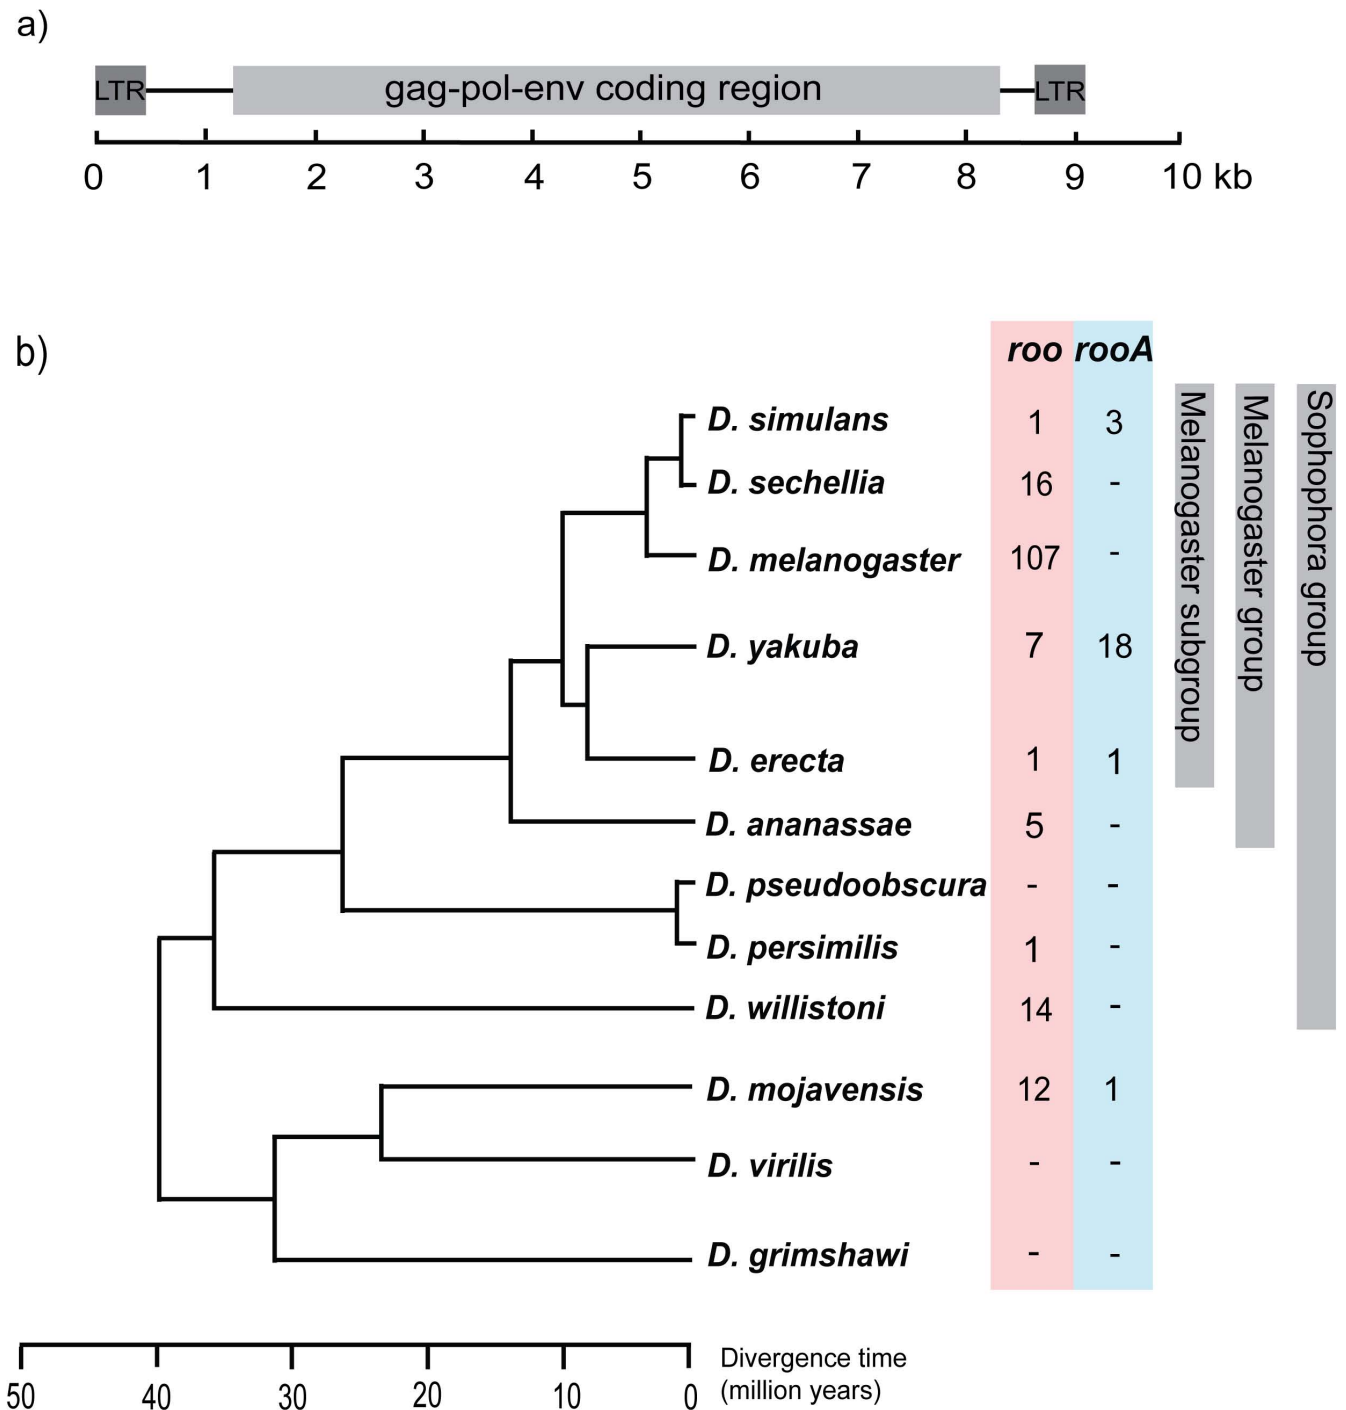 a)
LTR gag-pol-env coding region LTR
0 1 2 3 4 5 6 7 8 9 10 kb
b)
roo rooA
D. simulans 1 3
D. sechellia 16 -
D. melanogaster 107 -
D. yakuba 7 18
D. erecta 1 1
D. ananassae 5 -
D. pseudoobscura - -
D. persimilis 1 -
D. willistoni 14 -
D. mojavensis 12 1
D. virilis - -
D. grimshawi - -
Melanogaster subgroup
Melanogaster group
Sophophora group
50 40 30 20 10 0
Divergence time
(million years)